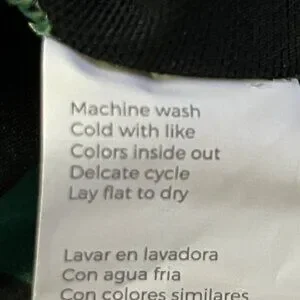 Machine wash
Cold with like
Colors inside out
Delcate cycle
Lay flat to dry
Lavar en lavadora
Con agua fria
Con colores similares